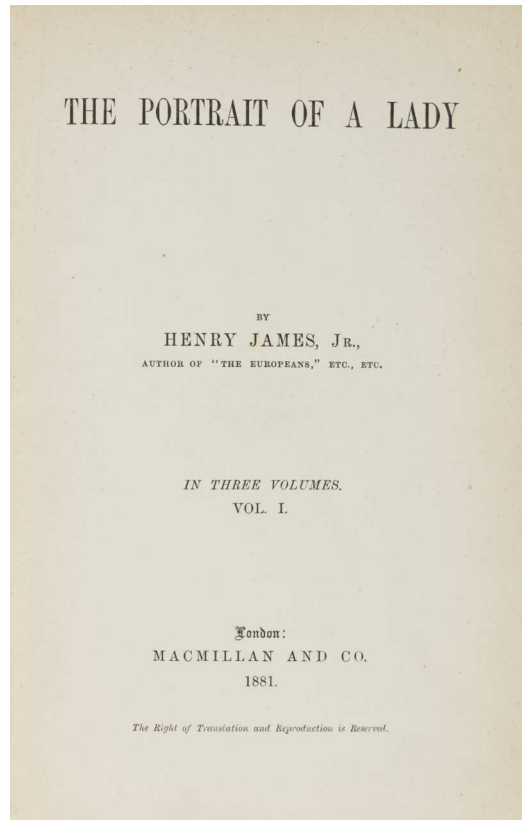 THE PORTRAIT OF A LADY
BY
HENRY JAMES, JR.,
AUTHOR OF "THE EUROPEANS," ETC., ETC.
IN THREE VOLUMES.
VOL. I.
London:
MACMILLAN AND CO.
1881.
The Right of Translation and Reproduction is Reserved.